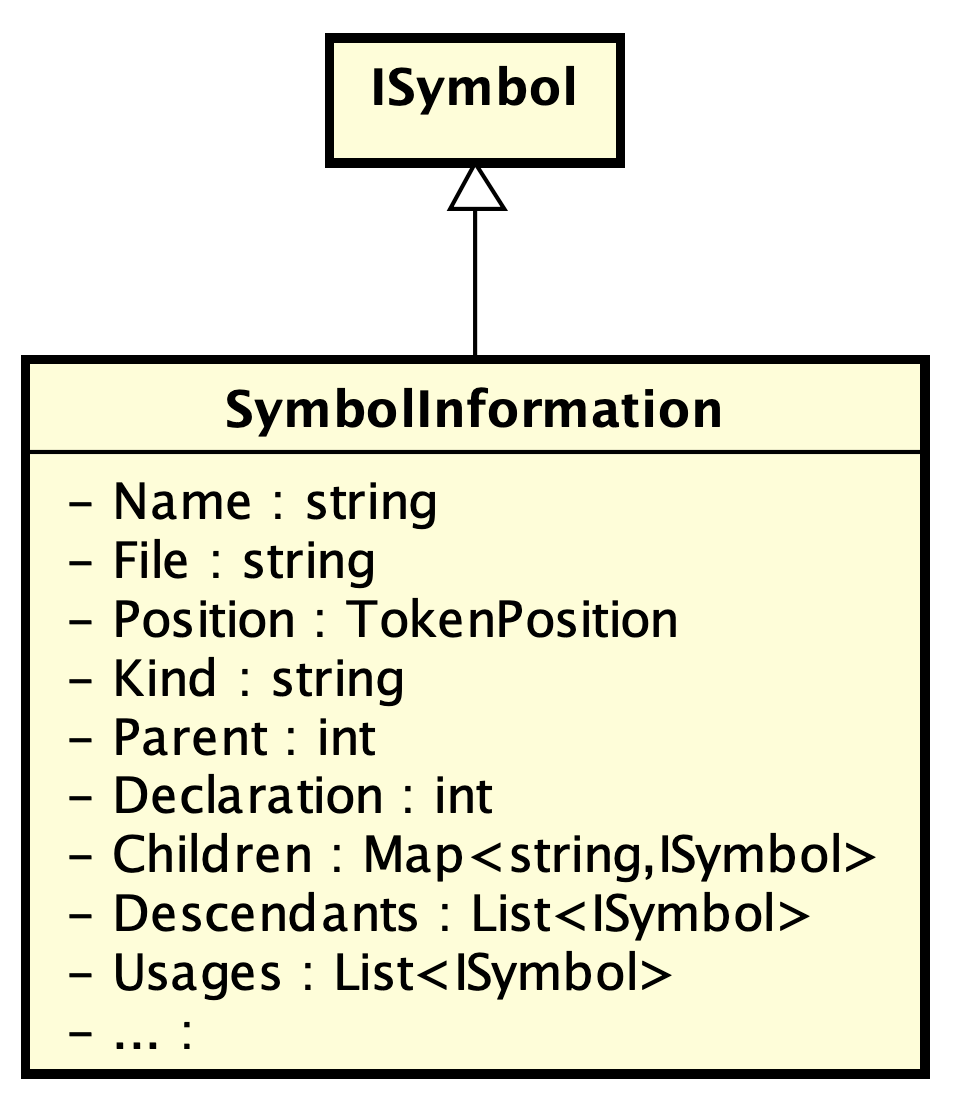 ISymbol
SymbolInformation
– Name : string
– File : string
– Position : TokenPosition
– Kind : string
– Parent : int
– Declaration : int
– Children : Map<string,ISymbol>
– Descendants : List<ISymbol>
– Usages : List<ISymbol>
– ... :